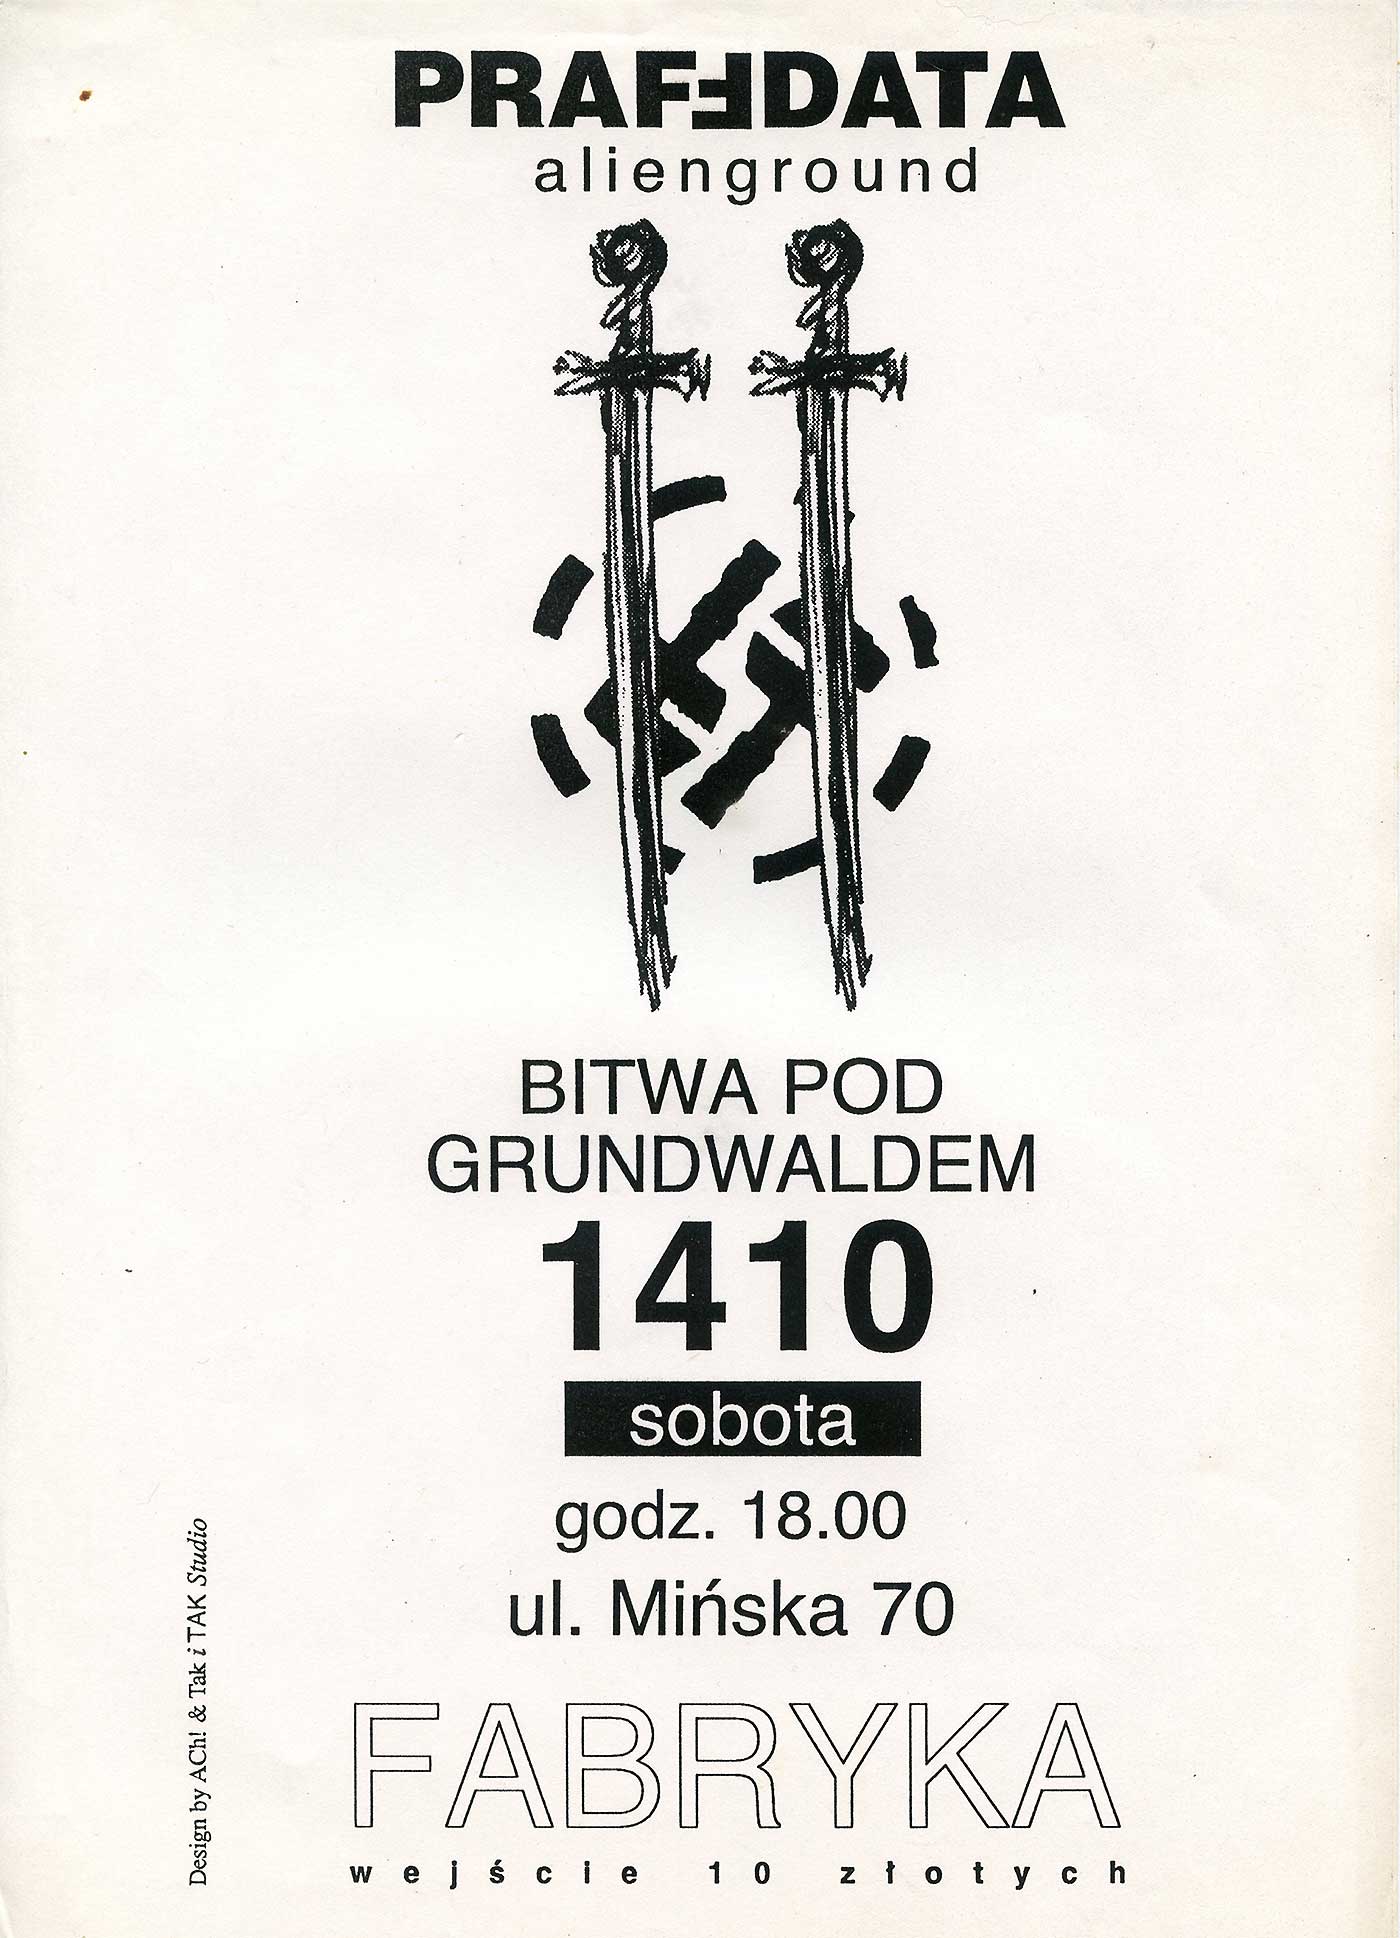 PRAFFDATA
alienground
BITWA POD
GRUNDWALDEM
1410
sobota
godz. 18.00
ul. Mińska 70
FABRYKA
wejście 10 złotych
Design by ACh! & Tak i TAK Studio